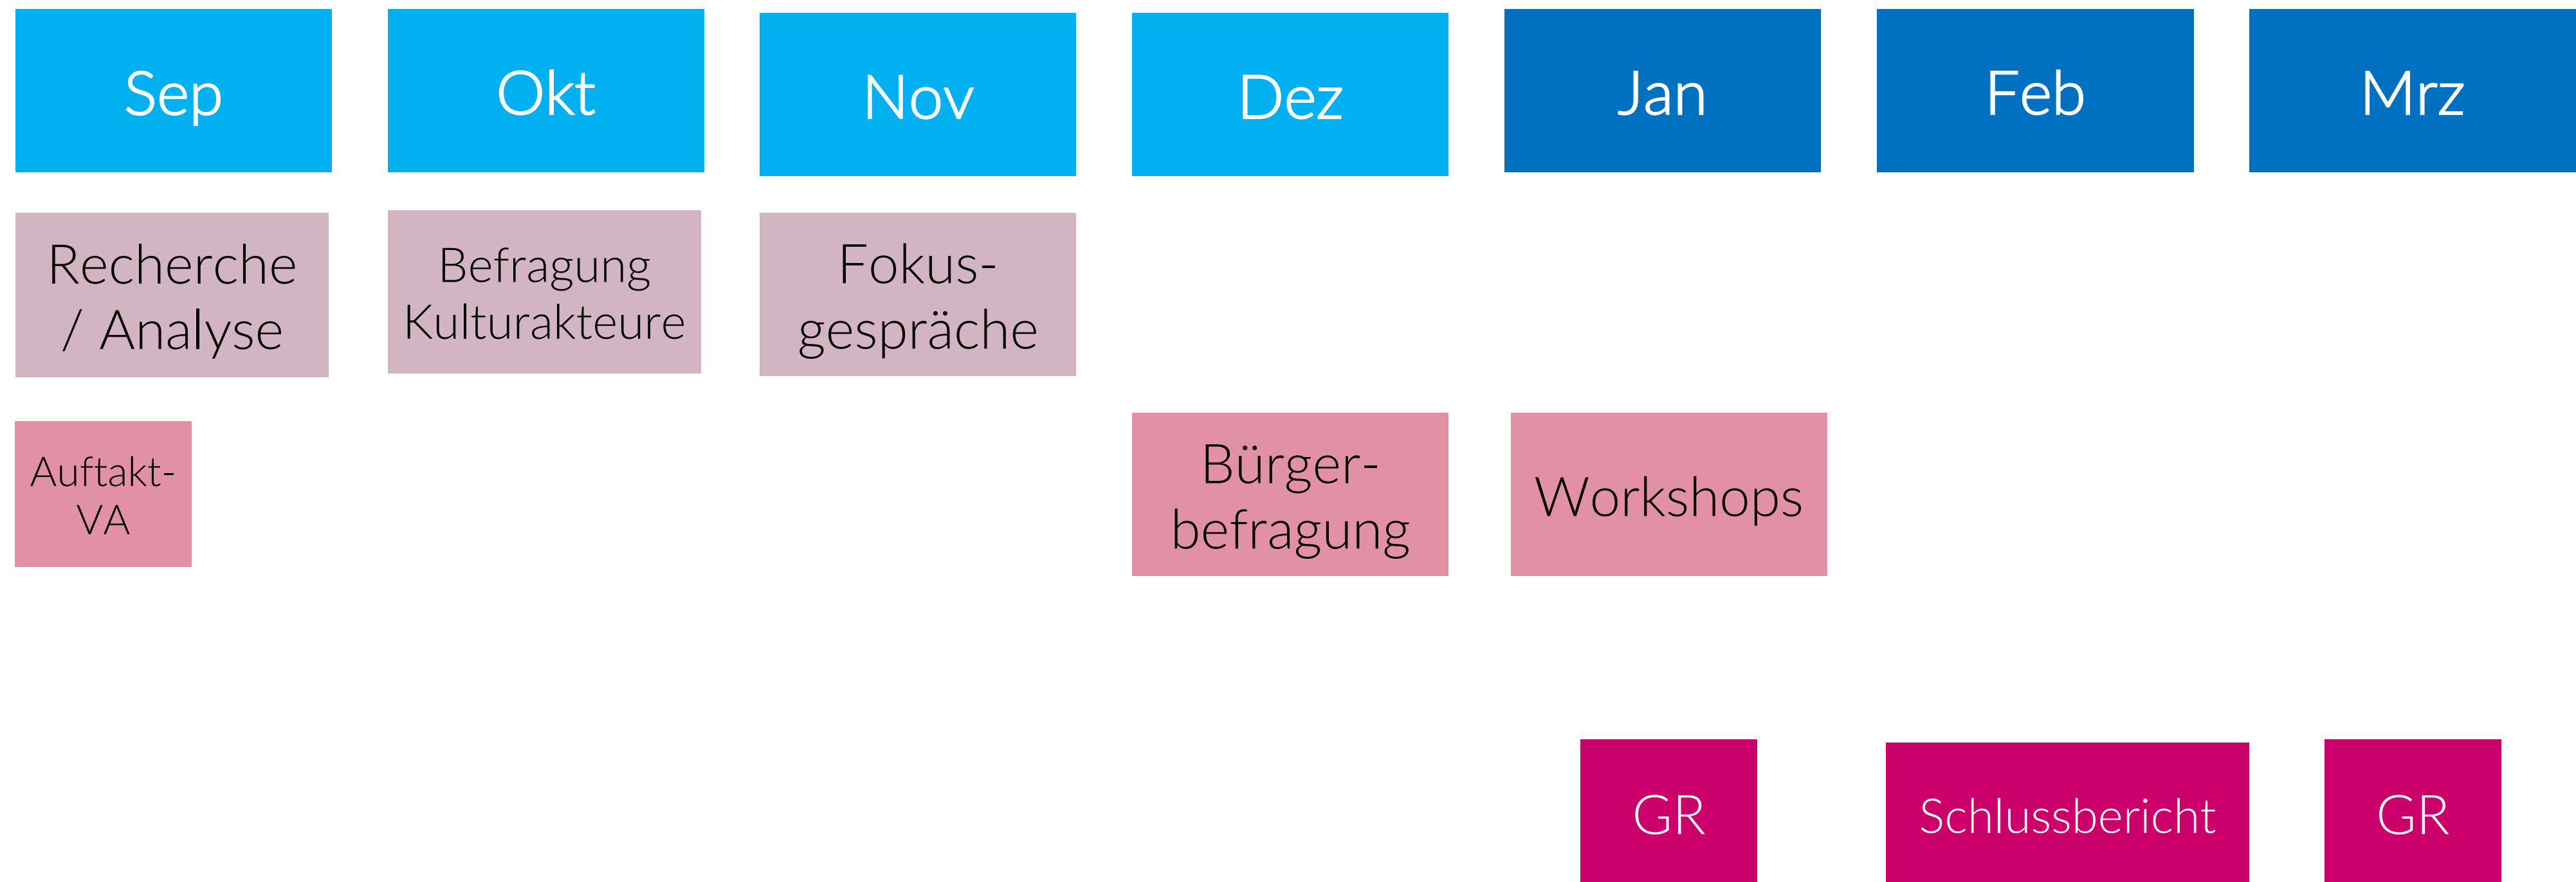 Sep
Okt
Nov
Dez
Jan
Feb
Mrz
Recherche
/ Analyse
Befragung
Kulturakteure
Fokus-
gespräche
Auftakt-
VA
Bürger-
befragung
Workshops
GR
Schlussbericht
GR